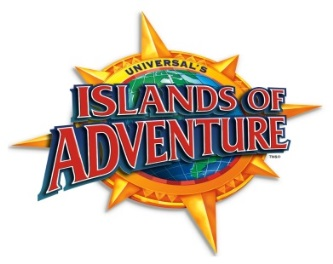 UNIVERSAL'S
ISLANDS OF
ADVENTURE